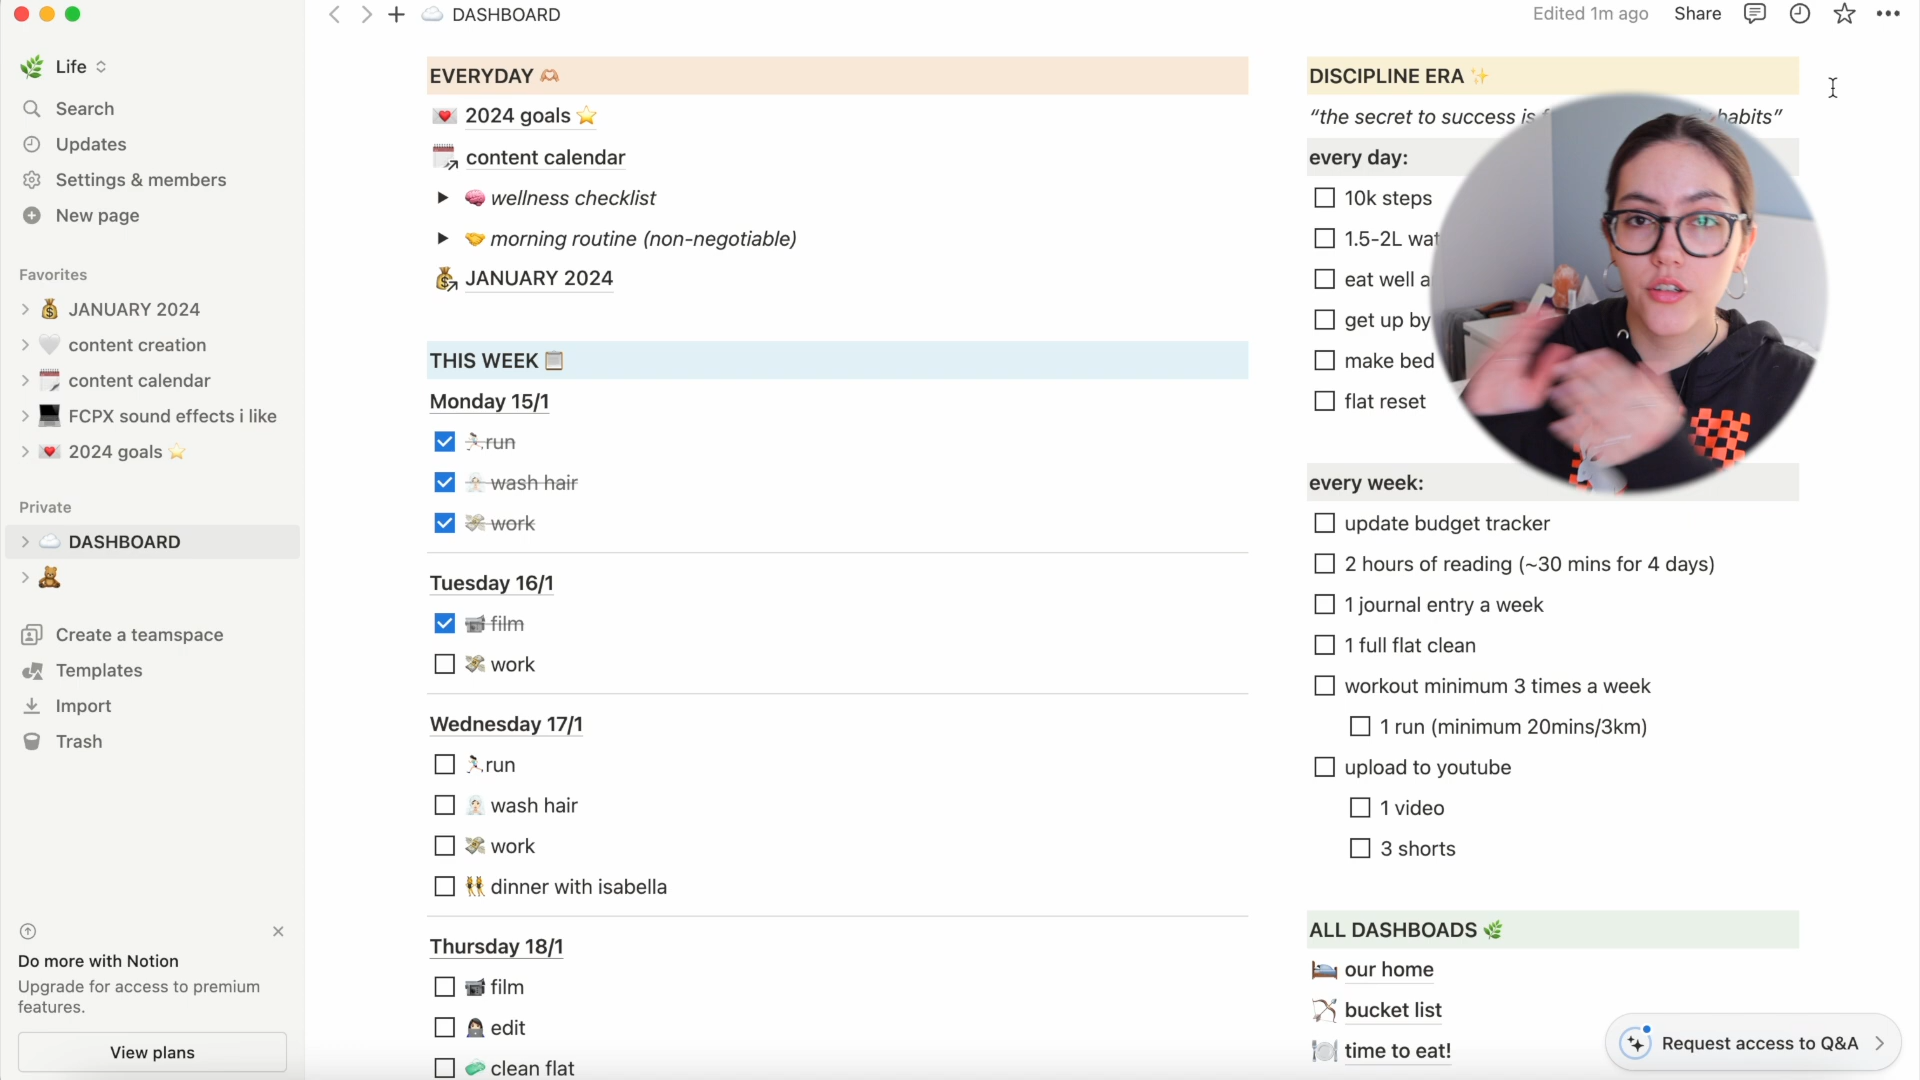 DASHBOARD
Edited 1m ago
Share
Life
Search
Updates
Settings & members
New page
Favorites
JANUARY 2024
content creation
content calendar
FCPX sound effects i like
2024 goals
Private
DASHBOARD
Create a teamspace
Templates
Import
Trash
Do more with Notion
Upgrade for access to premium
features.
View plans
EVERYDAY
2024 goals
content calendar
wellness checklist
morning routine (non-negotiable)
JANUARY 2024
THIS WEEK
Monday 15/1
run
wash hair
work
Tuesday 16/1
film
work
Wednesday 17/1
run
wash hair
work
dinner with isabella
Thursday 18/1
film
edit
clean flat
DISCIPLINE ERA
“the secret to success is habits”
every day:
10k steps
1.5-2L
eat well
get up by
make bed
flat reset
every week:
update budget tracker
2 hours of reading (~30 mins for 4 days)
1 journal entry a week
1 full flat clean
workout minimum 3 times a week
1 run (minimum 20mins/3km)
upload to youtube
1 video
3 shorts
ALL DASHBOADS
our home
bucket list
time to eat!
Request access to Q&A